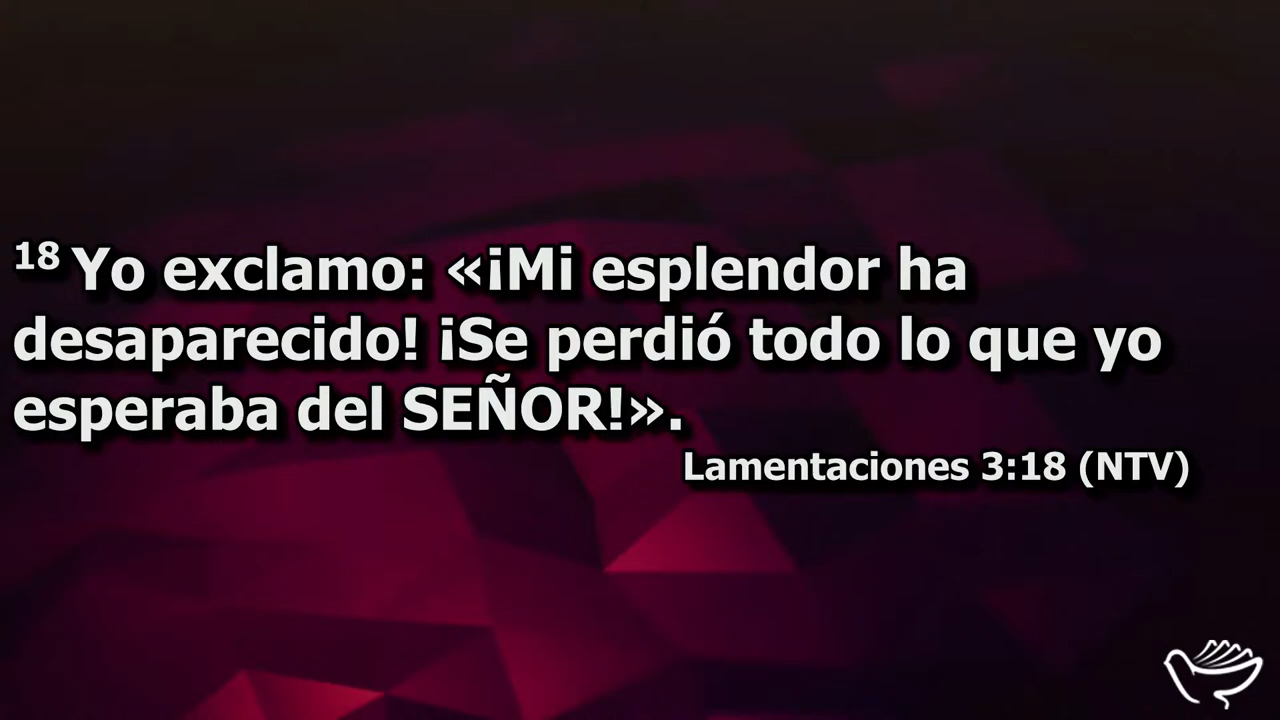 18 Yo exclamo: «¡Mi esplendor ha
desaparecido! ¡Se perdió todo lo que yo
esperaba del SEÑOR!».
Lamentaciones 3:18 (NTV)